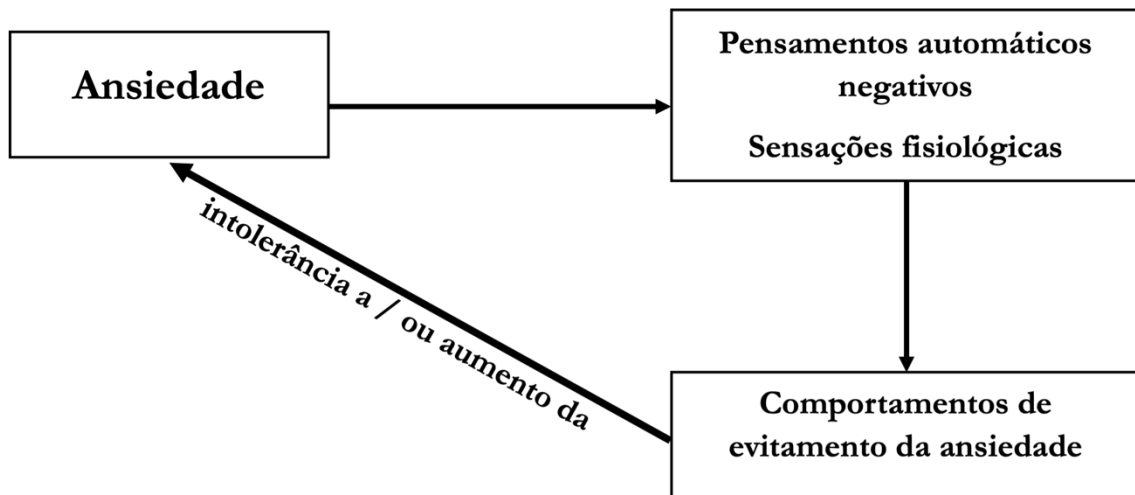 Ansiedade
Pensamentos automáticos
negativos
Sensações fisiológicas
intolerância a / ou aumento da
Comportamentos de
evitamento da ansiedade